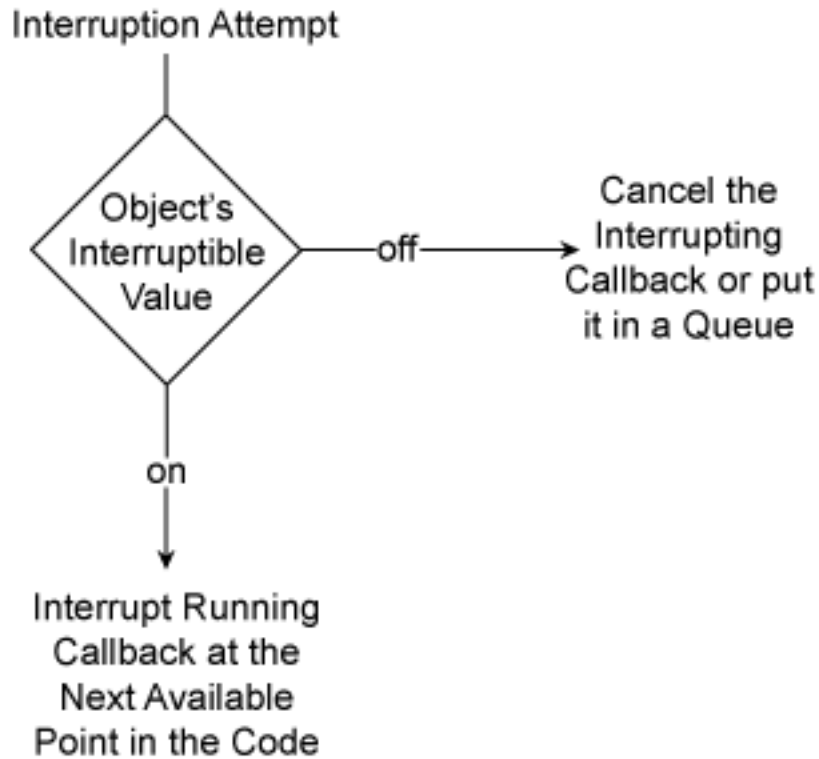 Interruption Attempt
Object's
Interruptible
Value
off
Cancel the
Interrupting
Callback or put
it in a Queue
on
Interrupt Running
Callback at the
Next Available
Point in the Code